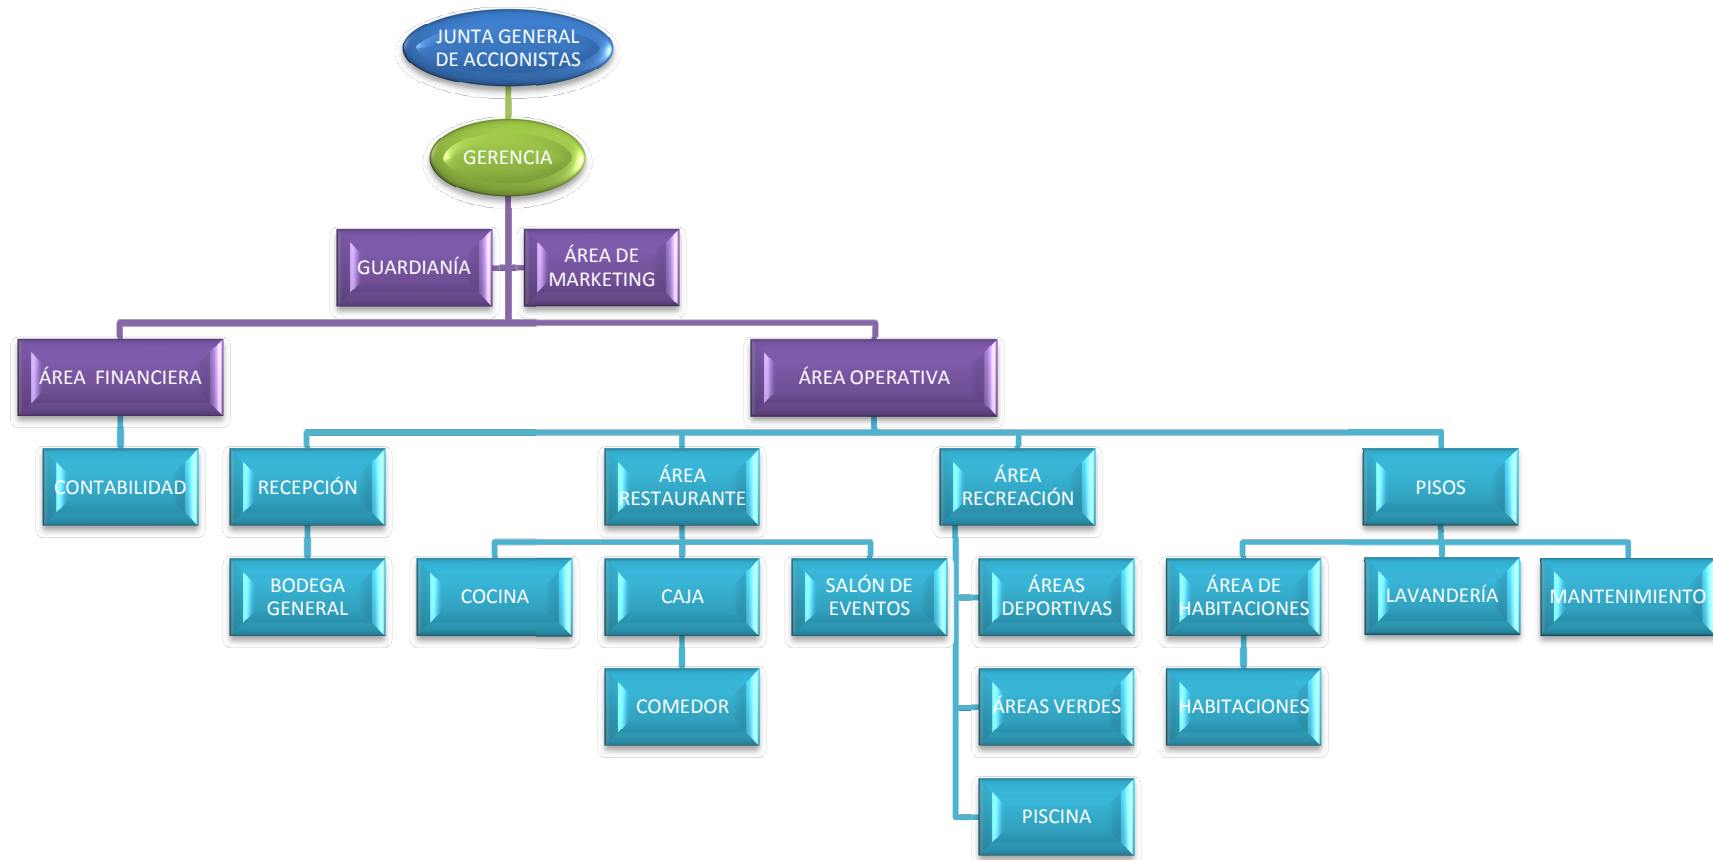 JUNTA GENERAL
DE ACCIONISTAS
GERENCIA
GUARDIANÍA
ÁREA DE
MARKETING
ÁREA FINANCIERA
ÁREA OPERATIVA
CONTABILIDAD
RECEPCIÓN
ÁREA
RESTAURANTE
ÁREA
RECREACIÓN
PISOS
BODEGA
GENERAL
COCINA
CAJA
SALÓN DE
EVENTOS
ÁREAS
DEPORTIVAS
ÁREA DE
HABITACIONES
LAVANDERÍA
MANTENIMIENTO
COMEDOR
ÁREAS VERDES
HABITACIONES
PISCINA